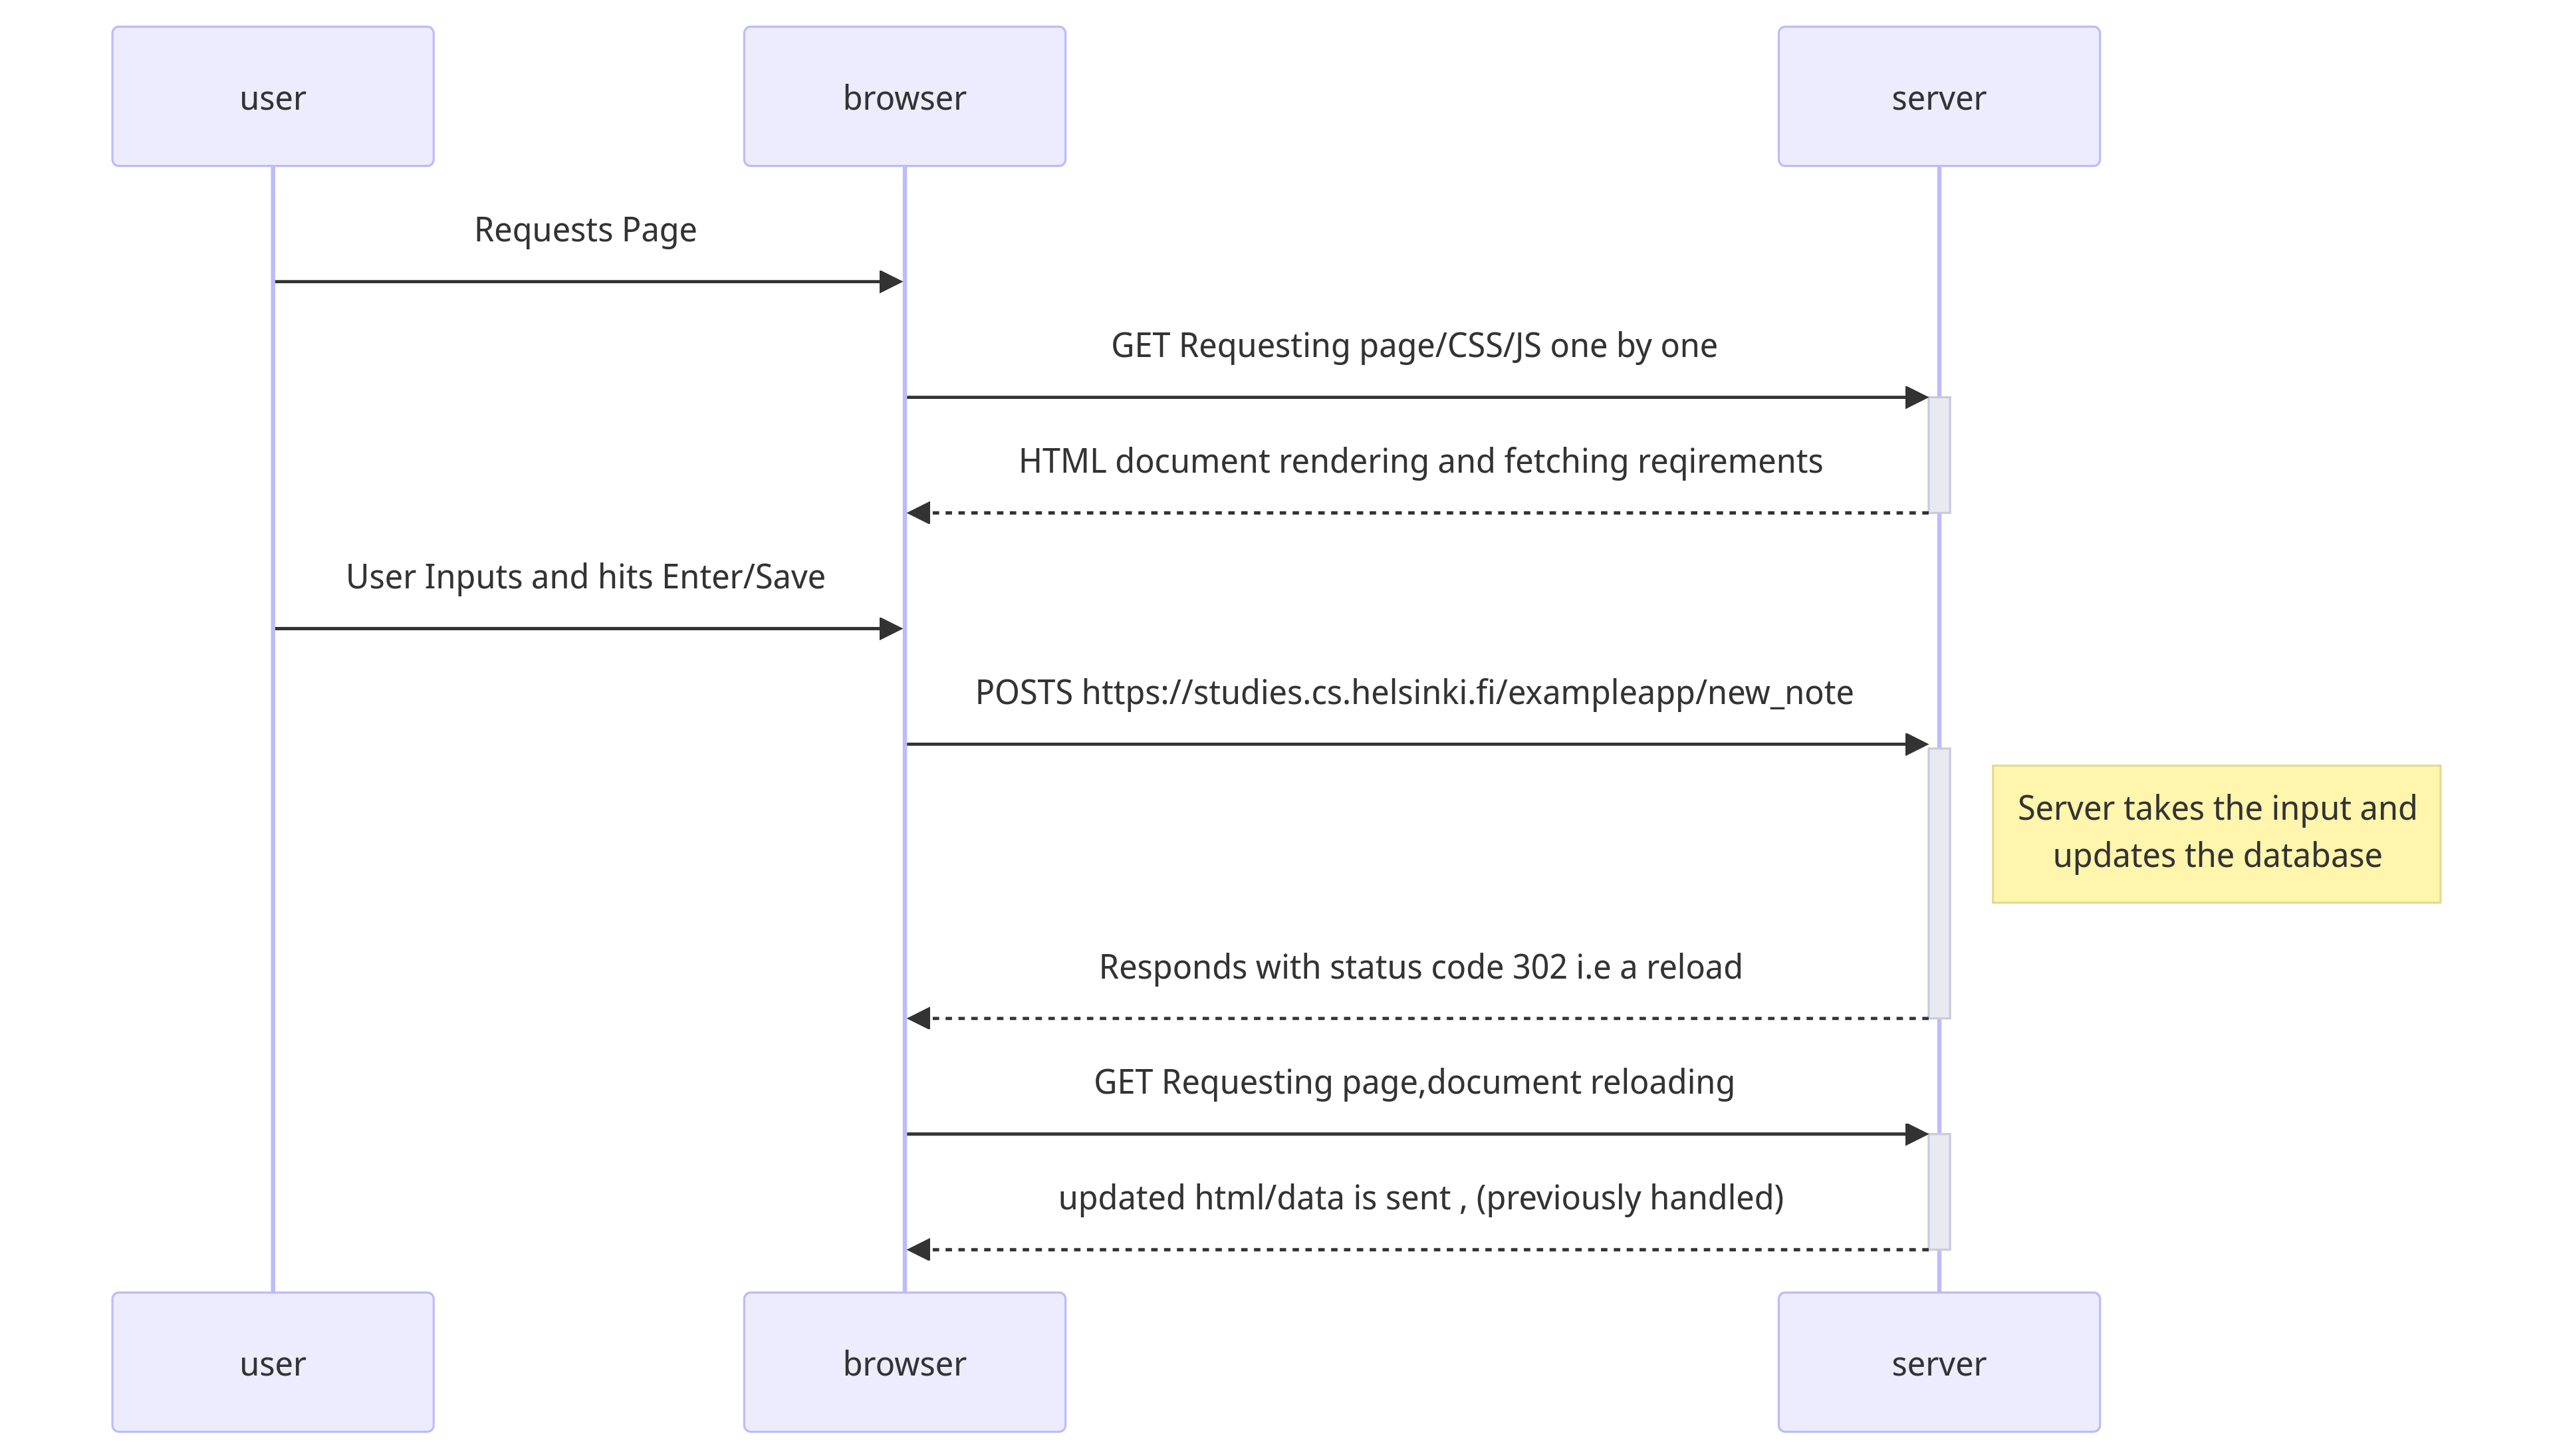 user
browser
server
Requests Page
GET Requesting page/CSS/JS one by one
HTML document rendering and fetching reqirements
User Inputs and hits Enter/Save
POSTS https://studies.cs.helsinki.fi/exampleapp/new_note
Server takes the input and
updates the database
Responds with status code 302 i.e a reload
GET Requesting page,document reloading
updated html/data is sent , (previously handled)
user
browser
server